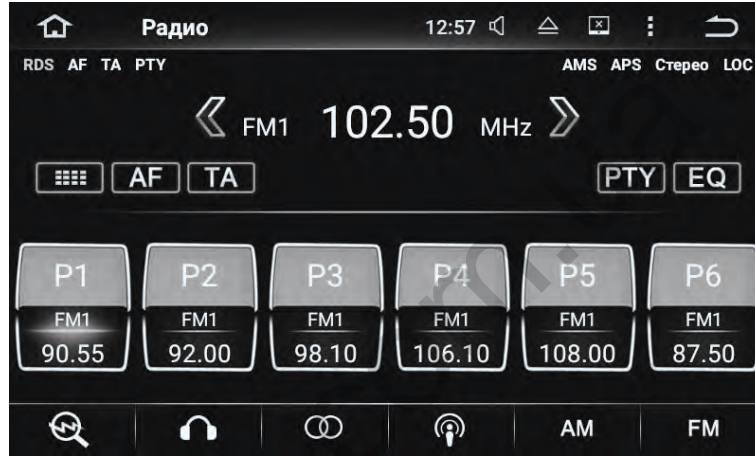 Радио 12:57
RDS AF TA PTY AMS APS Стерео LOC
FM1 102.50 MHz
AF TA PTY EQ
P1 P2 P3 P4 P5 P6
FM1 FM1 FM1 FM1 FM1 FM1
90.55 92.00 98.10 106.10 108.00 87.50
AM FM